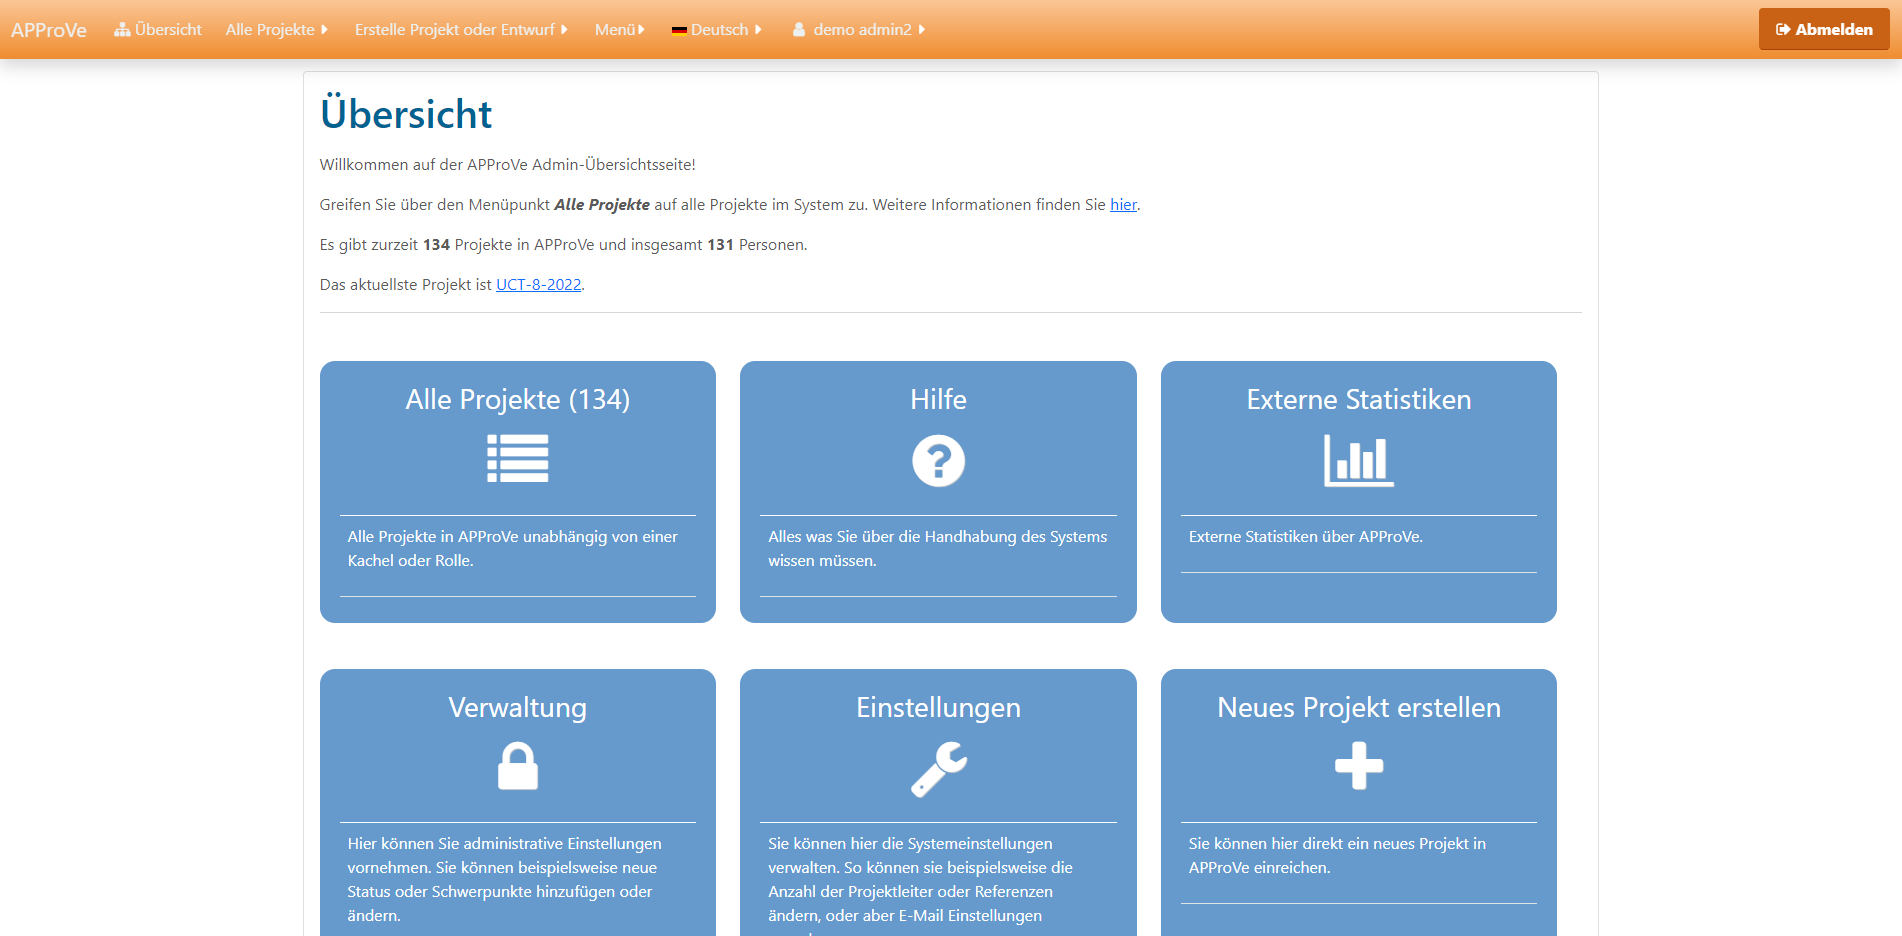 APProVe Übersicht Alle Projekte Erstelle Projekt oder Entwurf Menü Deutsch demo admin2 Abmelden
Übersicht
Willkommen auf der APProVe Admin-Übersichtsseite!
Greifen Sie über den Menüpunkt Alle Projekte auf alle Projekte im System zu. Weitere Informationen finden Sie hier.
Es gibt zurzeit 134 Projekte in APProVe und insgesamt 131 Personen.
Das aktuellste Projekt ist UCT-8-2022.
Alle Projekte (134)
Alle Projekte in APProVe unabhängig von einer
Kachel oder Rolle.
Hilfe
Alles was Sie über die Handhabung des Systems
wissen müssen.
Externe Statistiken
Externe Statistiken über APProVe.
Verwaltung
Hier können Sie administrative Einstellungen
vornehmen. Sie können beispielsweise neue
Status oder Schwerpunkte hinzufügen oder
ändern.
Einstellungen
Sie können hier die Systemeinstellungen
verwalten. So können sie beispielsweise die
Anzahl der Projektleiter oder Referenzen
ändern, oder aber E-Mail Einstellungen
Neues Projekt erstellen
Sie können hier direkt ein neues Projekt in
APProVe einreichen.